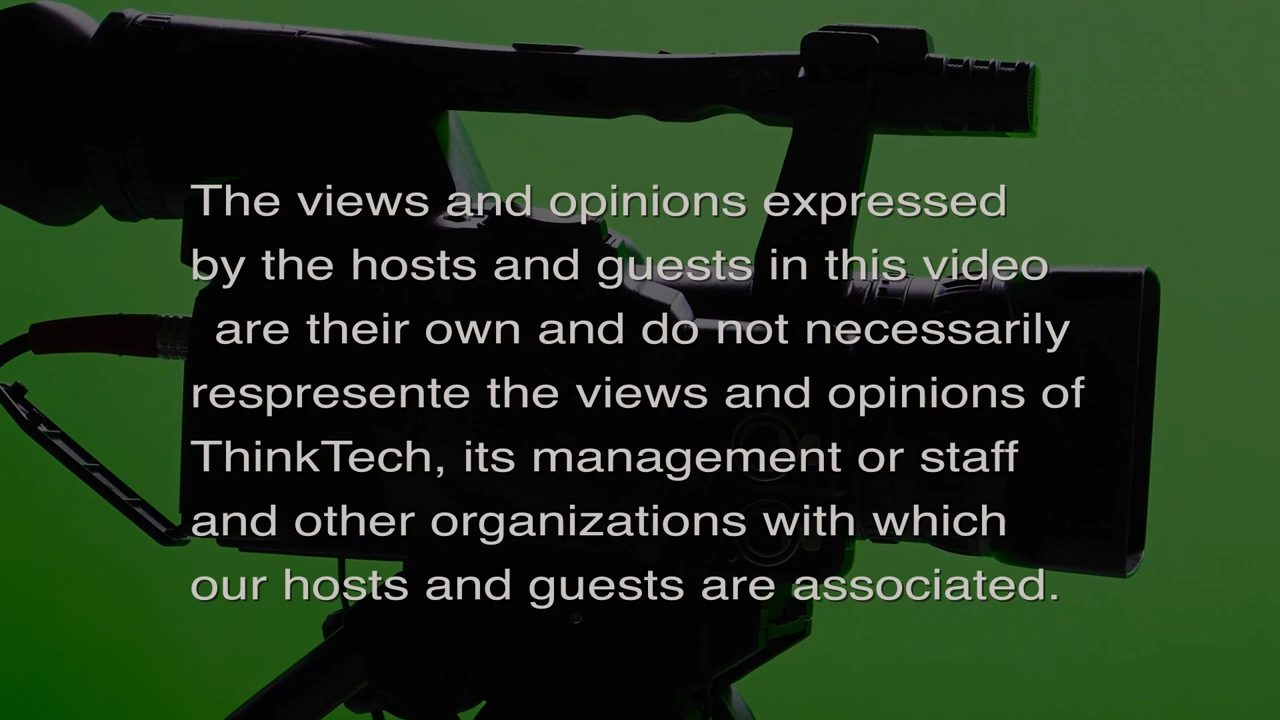 The views and opinions expressed
by the hosts and guests in this video
are their own and do not necessarily
respresente the views and opinions of
ThinkTech, its management or staff
and other organizations with which
our hosts and guests are associated.